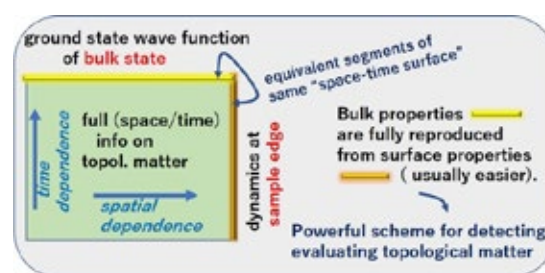 ground state wave function
of bulk state
equivalent segments of
same "space-time surface"
full (space/time)
info on
topol. matter
time
dependence
spatial
dependence
dynamics at
sample edge
Bulk properties
are fully reproduced
from surface properties
( usually easier).
Powerful scheme for detecting
evaluating topological matter